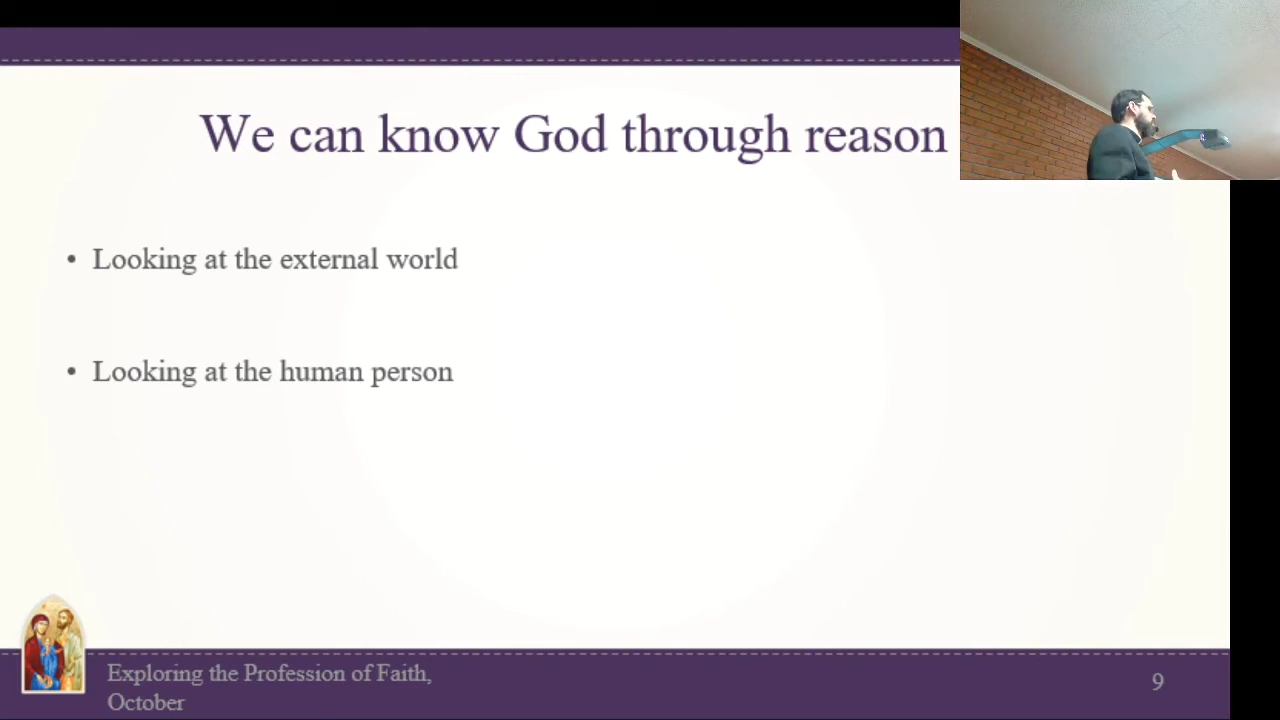 We can know God through reason
• Looking at the external world
• Looking at the human person
Exploring the Profession of Faith,
October
9